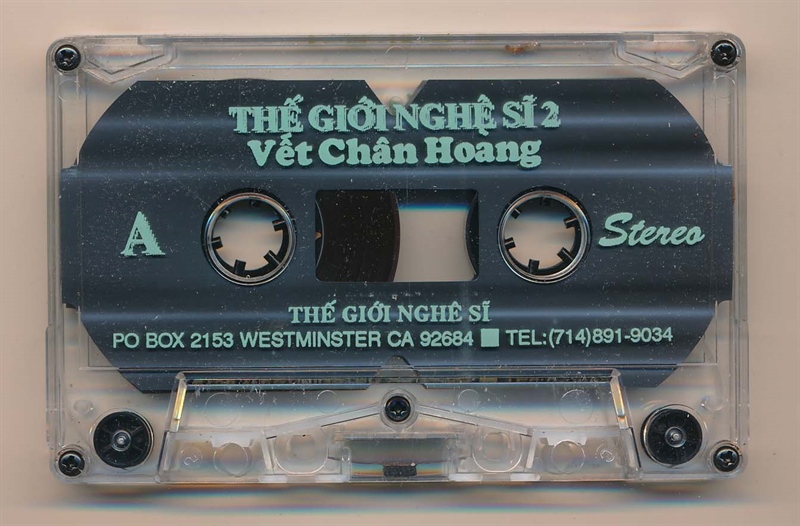 THẾ GIỚI NGHỆ SĨ 2
Vết Chân Hoang
A
Stereo
THẾ GIỚI NGHỆ SĨ
PO BOX 2153 WESTMINSTER CA 92684 ■ TEL:(714)891-9034